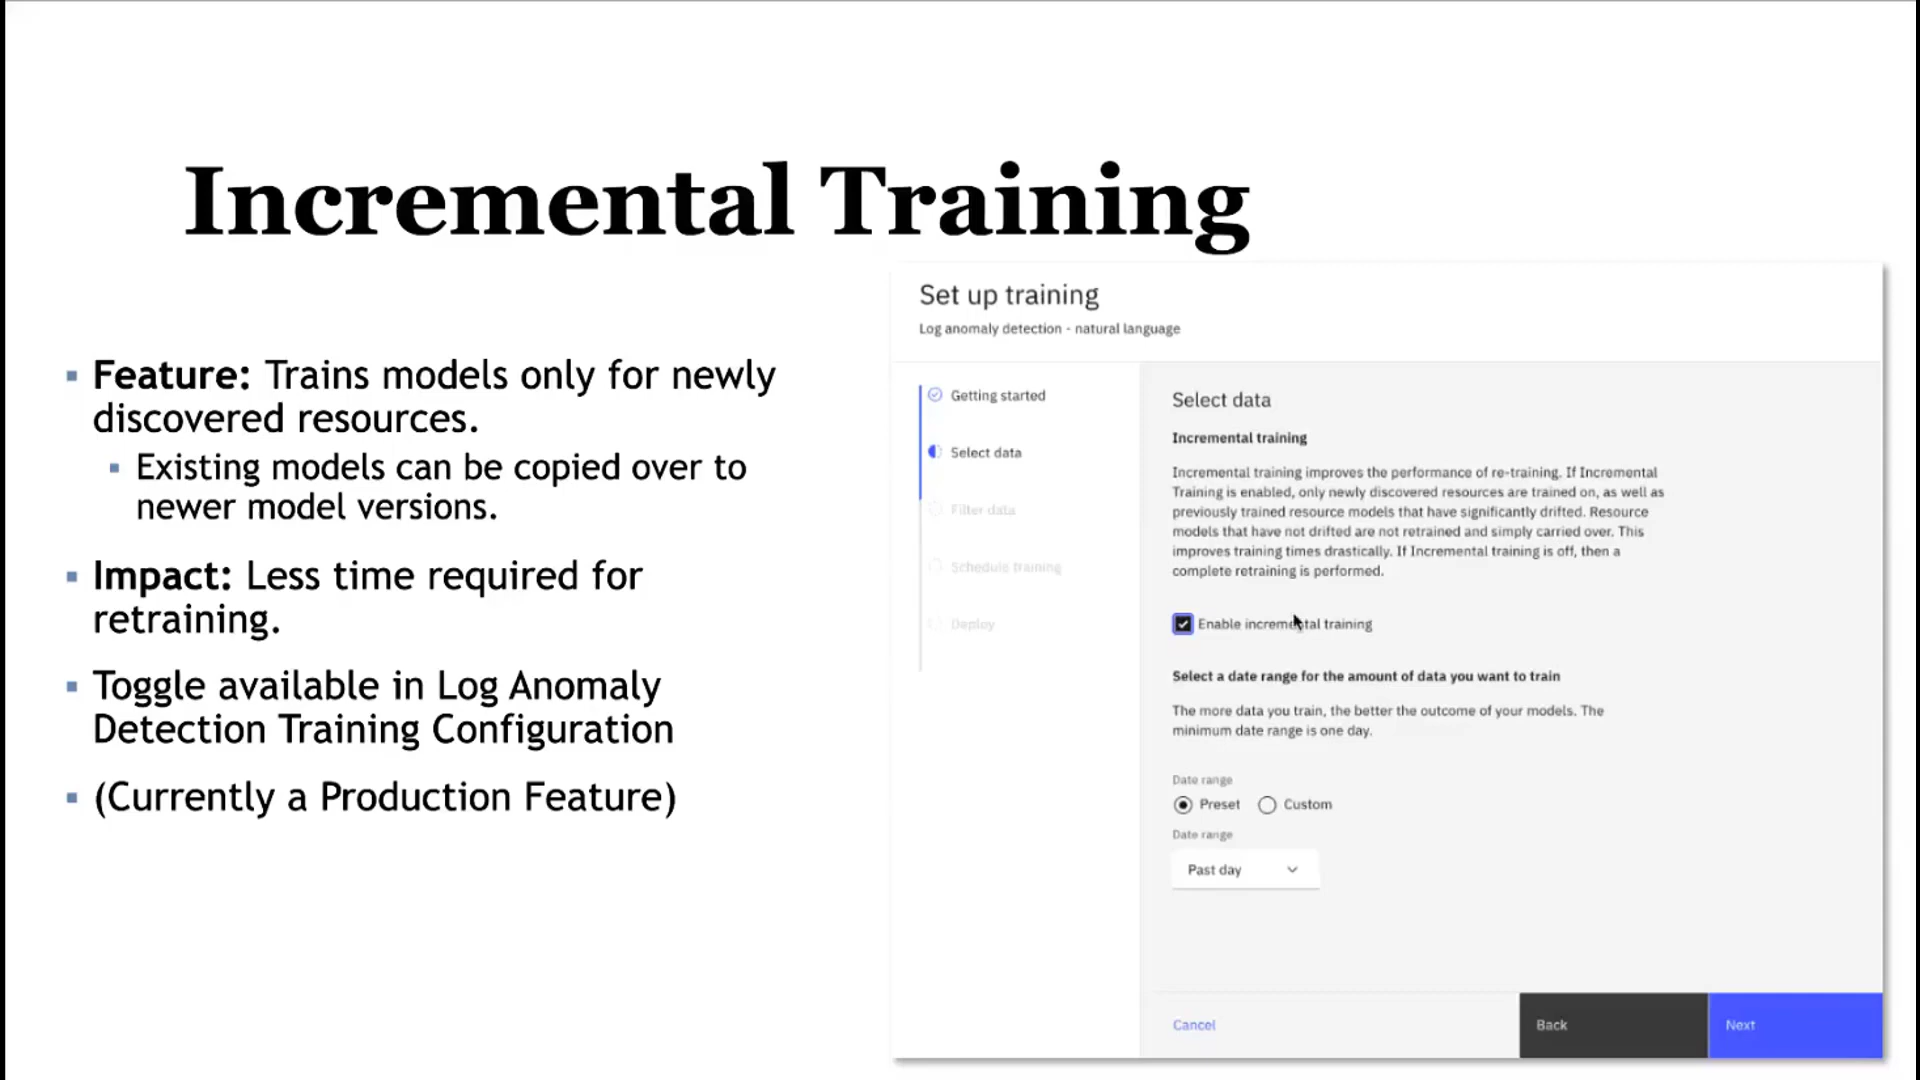 Incremental Training
Feature: Trains models only for newly
discovered resources.
Existing models can be copied over to
newer model versions.
Impact: Less time required for
retraining.
Toggle available in Log Anomaly
Detection Training Configuration
(Currently a Production Feature)
Set up training
Log anomaly detection - natural language
Getting started
Select data
Filter data
Schedule training
Deploy
Select data
Incremental training
Incremental training improves the performance of re-training. If Incremental
Training is enabled, only newly discovered resources are trained on, as well as
previously trained resource models that have significantly drifted. Resource
models that have not drifted are not retrained and simply carried over. This
improves training times drastically. If Incremental training is off, then a
complete retraining is performed.
Enable incremental training
Select a date range for the amount of data you want to train
The more data you train, the better the outcome of your models. The
minimum date range is one day.
Date range
Preset Custom
Date range
Past day
Cancel Back Next